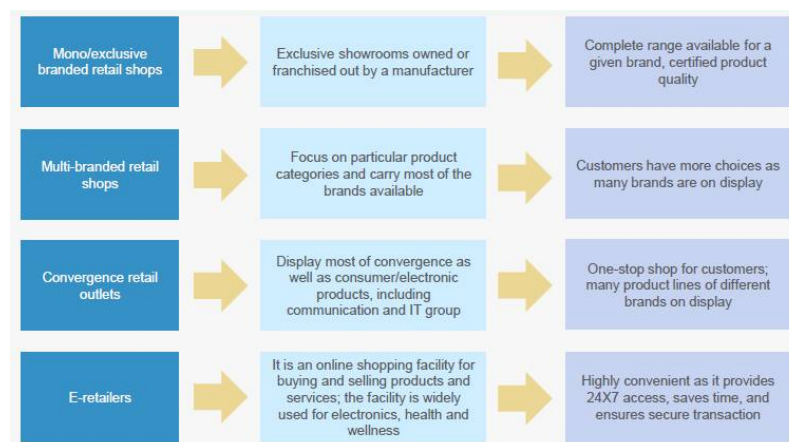 Mono/exclusive
branded retail shops
Exclusive showrooms owned or
franchised out by a manufacturer
Complete range available for a
given brand, certified product
quality
Multi-branded retail
shops
Focus on particular product
categories and carry most of the
brands available
Customers have more choices as
many brands are on display
Convergence retail
outlets
Display most of convergence as
well as consumer/electronic
products, including
communication and IT group
One-stop shop for customers;
many product lines of different
brands on display
E-retailers
It is an online shopping facility for
buying and selling products and
services; the facility is widely
used for electronics, health and
wellness
Highly convenient as it provides
24X7 access, saves time, and
ensures secure transaction